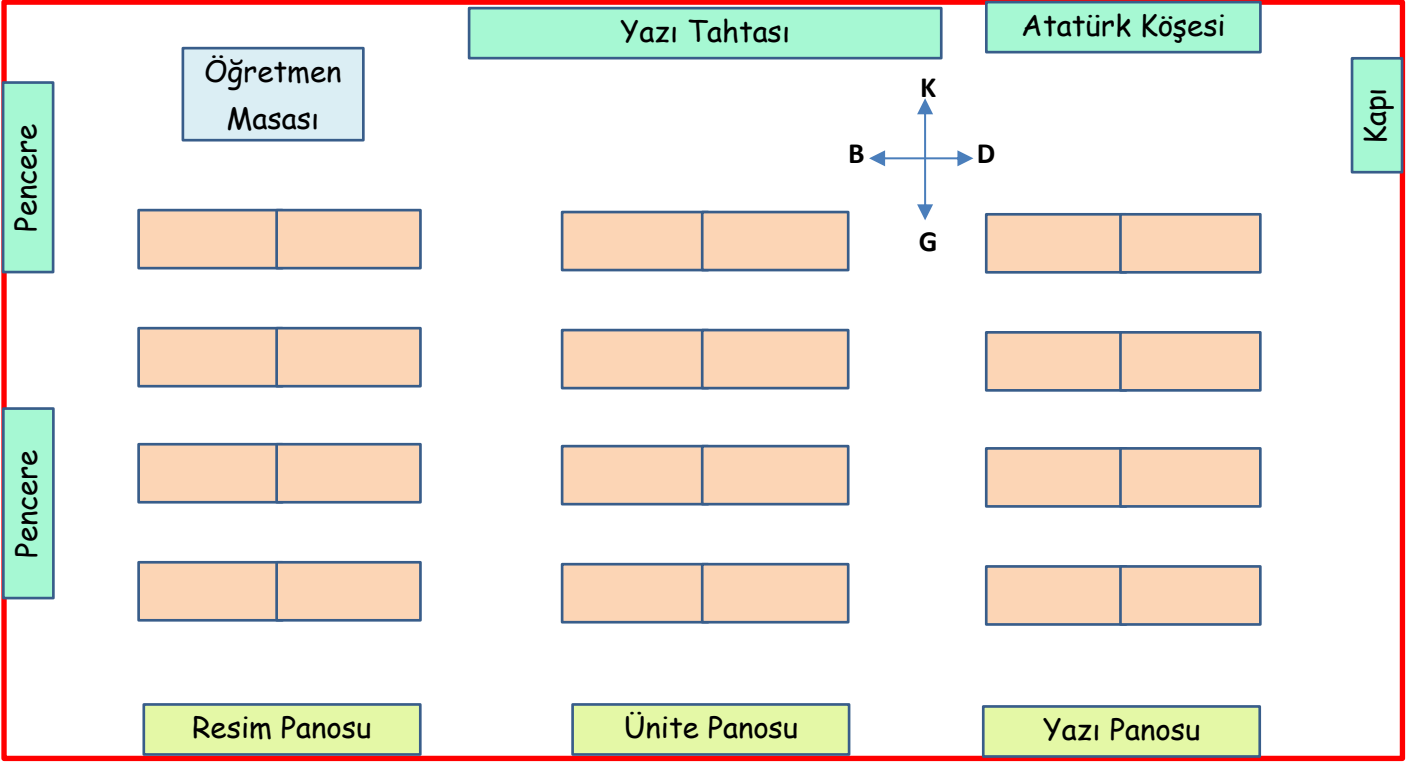 Yazı Tahtası
Atatürk Köşesi
Öğretmen
Masası
Kapı
K
B
D
G
Pencere
Pencere
Resim Panosu
Ünite Panosu
Yazı Panosu